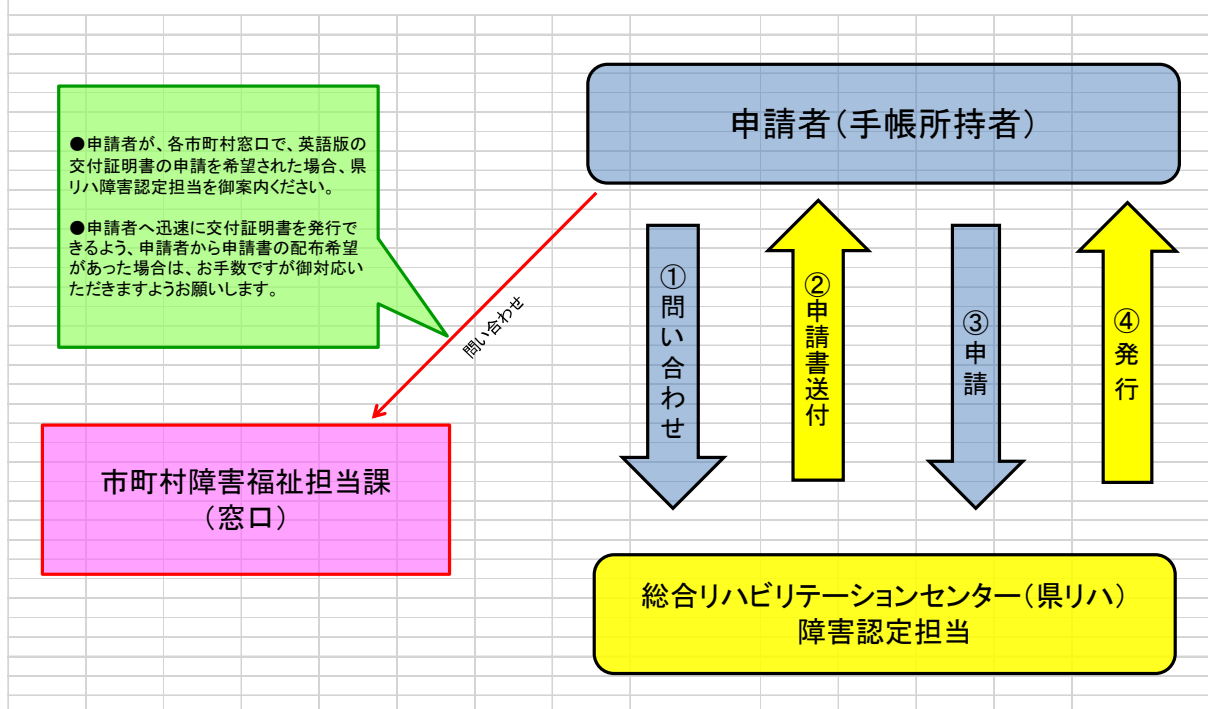 ●申請者が、各市町村窓口で、英語版の
交付証明書の申請を希望された場合、県
リハ障害認定担当を御案内ください。
●申請者へ迅速に交付証明書を発行で
きるよう、申請者から申請書の配布希望
があった場合は、お手数ですが御対応い
ただきますようお願いします。
申請者（手帳所持者）
問い合わせ
①問い合わせ
②申請書送付
③申請
④発行
市町村障害福祉担当課
（窓口）
総合リハビリテーションセンター（県リハ）
障害認定担当